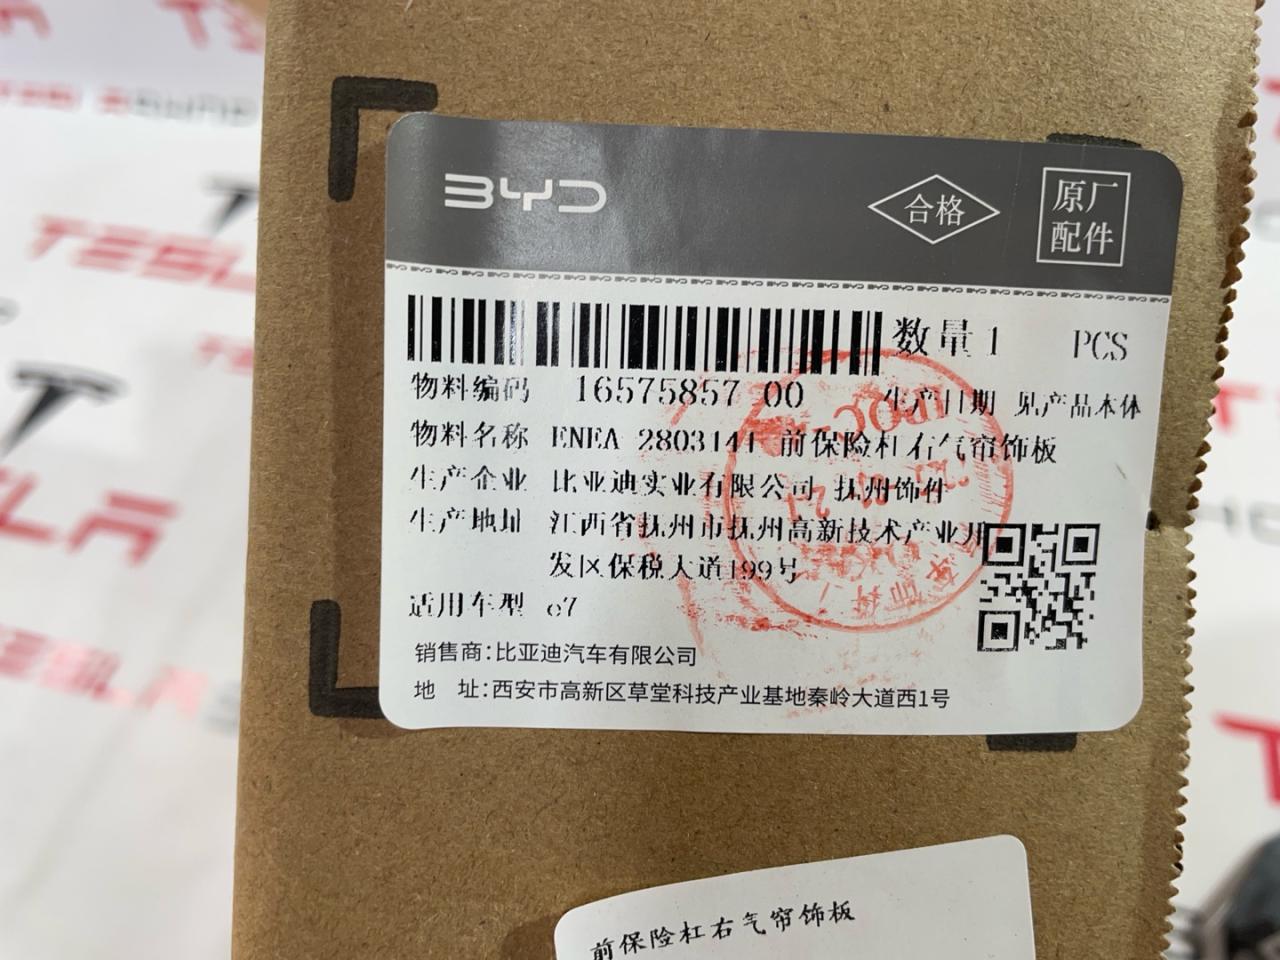 BYD
合格
原厂
配件
数量 1 PCS
物料编码 16575857-00
生产日期 见产品本体
物料名称 ENEA-2803141 前保险杠右气帘饰板
生产企业 比亚迪实业有限公司-抚州饰件
生产地址 江西省抚州市抚州高新技术产业开
发区保税大道199号
适用车型 e7
销售商:比亚迪汽车有限公司
地 址:西安市高新区草堂科技产业基地秦岭大道西1号
前保险杠右气帘饰板
TESLA
TESLA